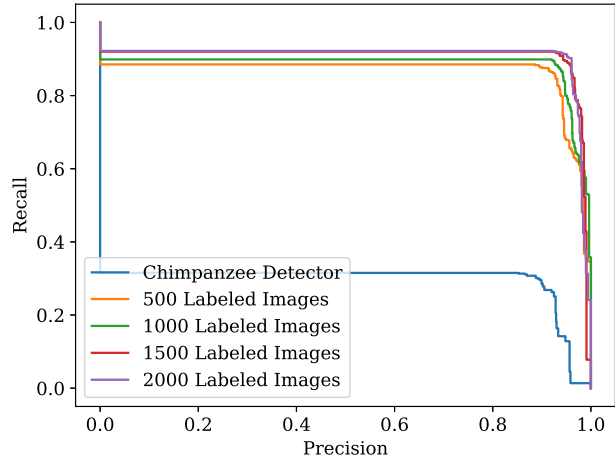 1.0
0.8
0.6
0.4
0.2
0.0
Recall
Chimpanzee Detector
500 Labeled Images
1000 Labeled Images
1500 Labeled Images
2000 Labeled Images
0.0 0.2 0.4 0.6 0.8 1.0
Precision